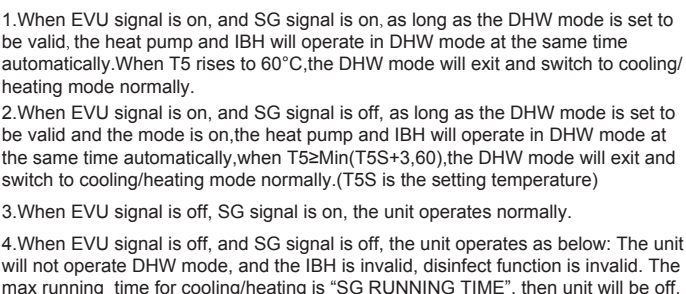 1.When EVU signal is on, and SG signal is on, as long as the DHW mode is set to
be valid, the heat pump and IBH will operate in DHW mode at the same time
automatically.When T5 rises to 60°C,the DHW mode will exit and switch to cooling/
heating mode normally.
2.When EVU signal is on, and SG signal is off, as long as the DHW mode is set to
be valid and the mode is on,the heat pump and IBH will operate in DHW mode at
the same time automatically,when T5≥Min(T5S+3,60),the DHW mode will exit and
switch to cooling/heating mode normally.(T5S is the setting temperature)
3.When EVU signal is off, SG signal is on, the unit operates normally.
4.When EVU signal is off, and SG signal is off, the unit operates as below: The unit
will not operate DHW mode, and the IBH is invalid, disinfect function is invalid. The
max running time for cooling/heating is “SG RUNNING TIME”, then unit will be off.